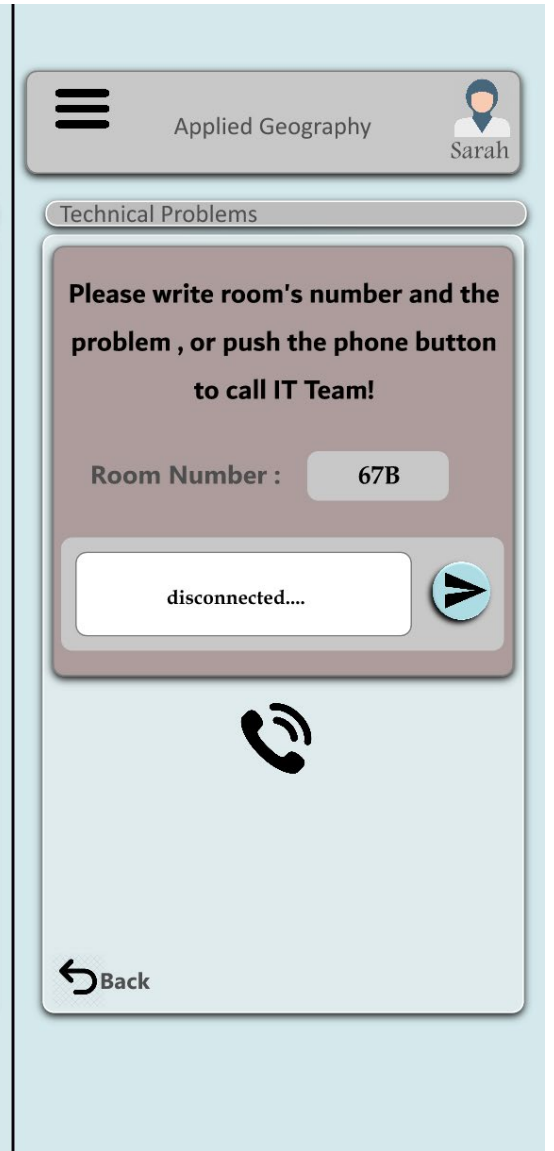 Applied Geography
Sarah
Technical Problems
Please write room's number and the
problem , or push the phone button
to call IT Team!
Room Number :
67B
disconnected....
Back